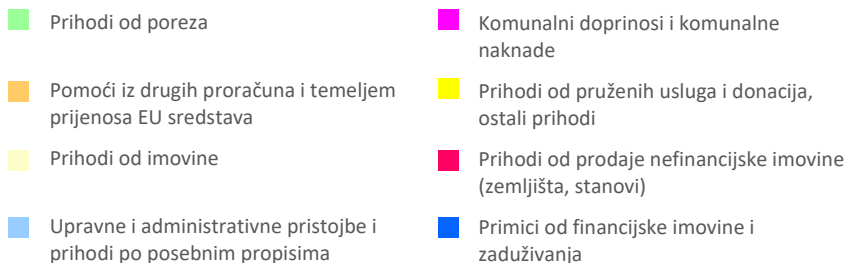 Prihodi od poreza
Pomoći iz drugih proračuna i temeljem
prijenosa EU sredstava
Prihodi od imovine
Upravne i administrativne pristojbe i
prihodi po posebnim propisima
Komunalni doprinosi i komunalne
naknade
Prihodi od pruženih usluga i donacija,
ostali prihodi
Prihodi od prodaje nefinancijske imovine
(zemljišta, stanovi)
Primici od financijske imovine i
zaduživanja